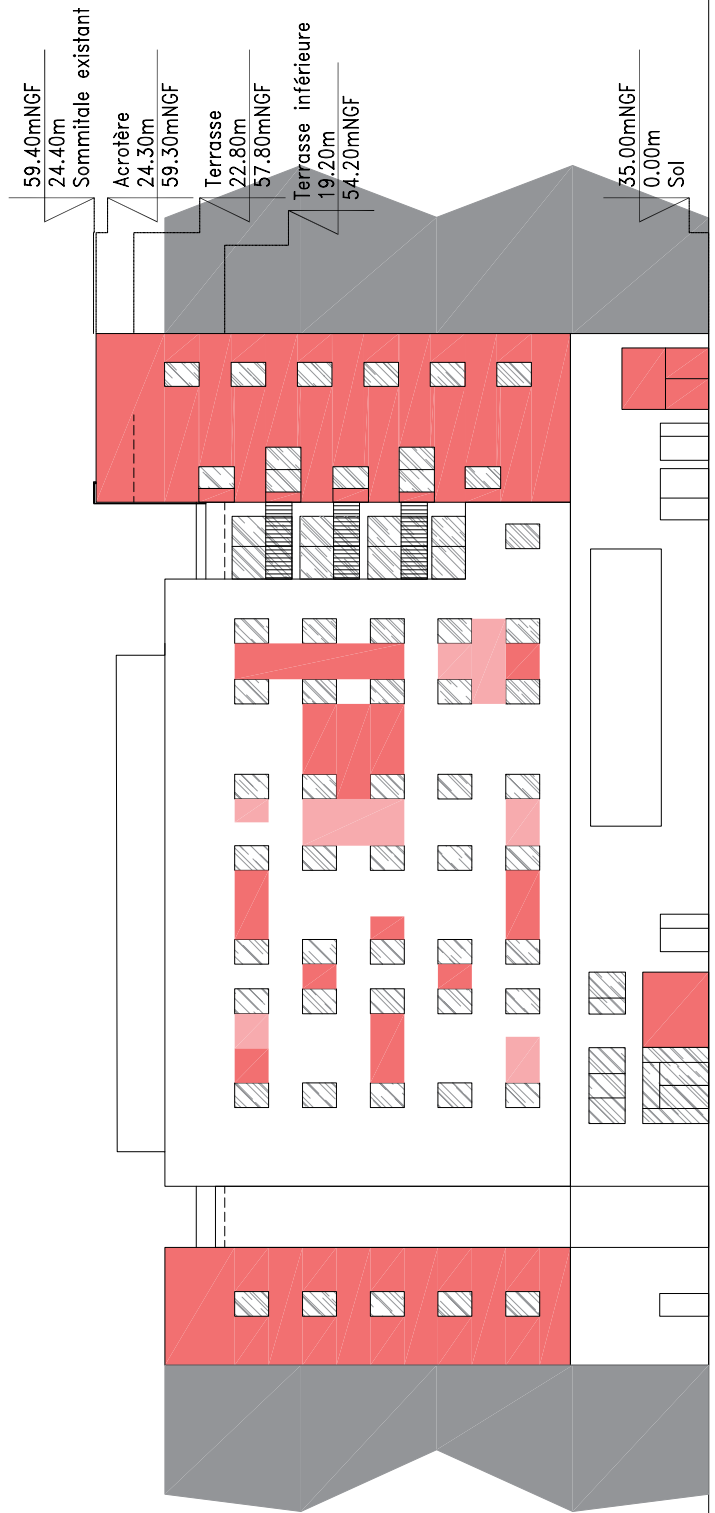 59.40mNGF
24.40m
Sommitale existant
Acrotère
24.30m
59.30mNGF
Terrasse
22.80m
57.80mNGF
Terrasse inférieure
19.20m
54.20mNGF
35.00mNGF
0.00m
Sol